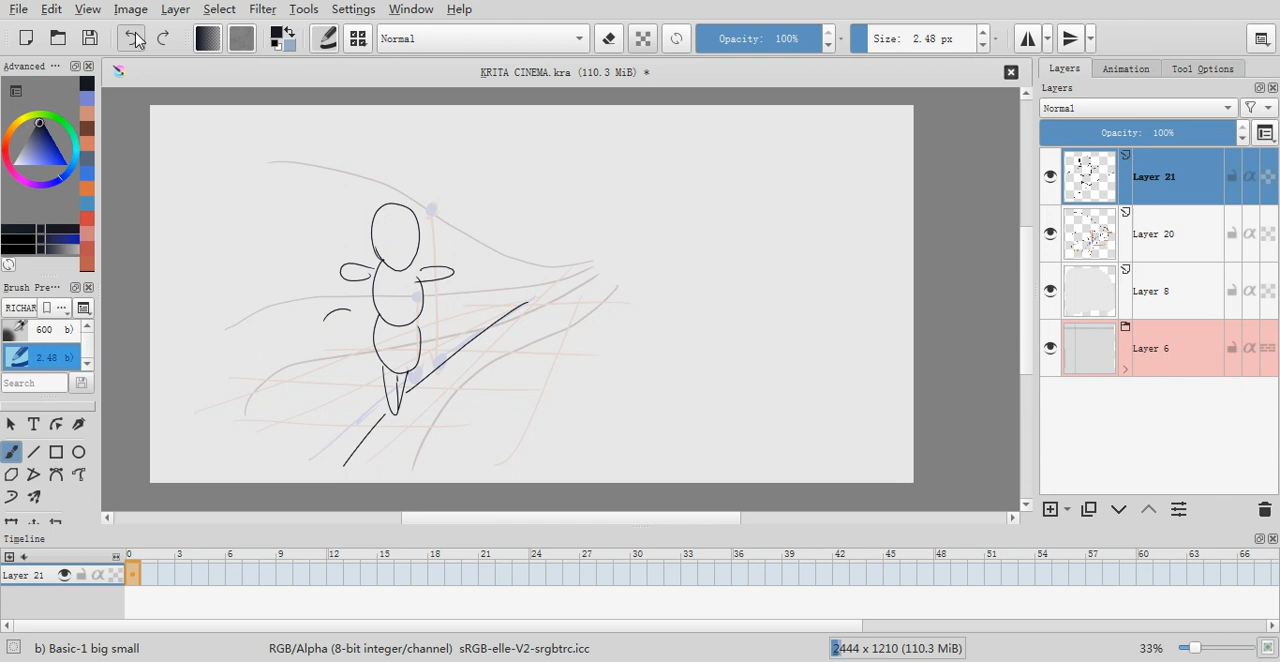 File Edit View Image Layer Select Filter Tools Settings Window Help
Normal Opacity: 100% Size: 2.48 px
Advanced ··· KRITA CINEMA.kra (110.3 MiB) * Layers Animation Tool Options
Layers
Normal
Opacity: 100%
Layer 21
Layer 20
Layer 8
Layer 6
Brush Pre···
RICHAR
600 b)
2.48 b)
Search
Timeline
0 3 6 9 12 15 18 21 24 27 30 33 36 39 42 45 48 51 54 57 60 63 66
Layer 21
b) Basic-1 big small RGB/Alpha (8-bit integer/channel) sRGB-elle-V2-srgbtrc.icc 2444 x 1210 (110.3 MiB) 33%